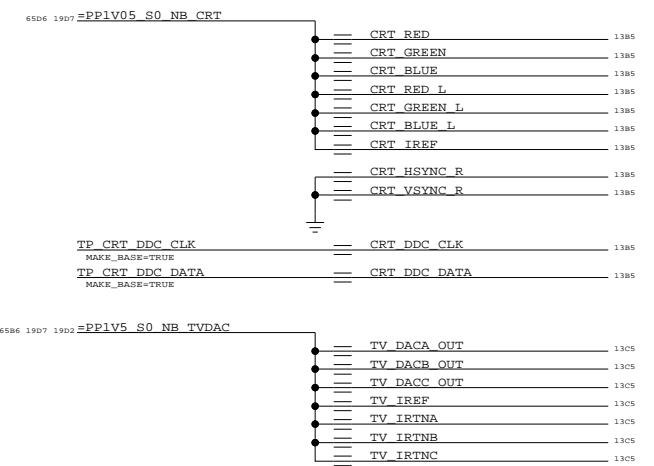 65D6 19D7 =PP1V05_S0_NB_CRT
CRT_RED 13B5
CRT_GREEN 13B5
CRT_BLUE 13B5
CRT_RED_L 13B5
CRT_GREEN_L 13B5
CRT_BLUE_L 13B5
CRT_IREF 13B5
CRT_HSYNC_R 13B5
CRT_VSYNC_R 13B5
TP_CRT_DDC_CLK CRT_DDC_CLK 13B5
MAKE_BASE=TRUE
TP_CRT_DDC_DATA CRT_DDC_DATA 13B5
MAKE_BASE=TRUE
65B6 19D7 19D2 =PP1V5_S0_NB_TVDAC
TV_DACA_OUT 13C5
TV_DACB_OUT 13C5
TV_DACC_OUT 13C5
TV_IREF 13C5
TV_IRTNA 13C5
TV_IRTNB 13C5
TV_IRTNC 13C5